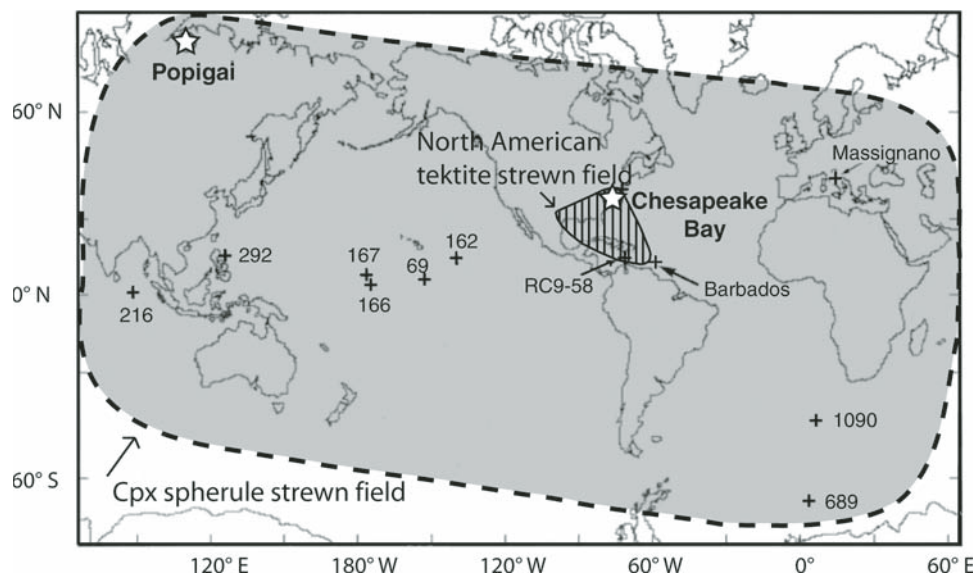 Popigai
60° N
North American
tektite strewn field
Massignano
Chesapeake
Bay
292
167
162
69
RC9-58
Barbados
0° N
216
166
1090
60° S
Cpx spherule strewn field
689
120° E
180° W
120° W
60° W
0°
60° E